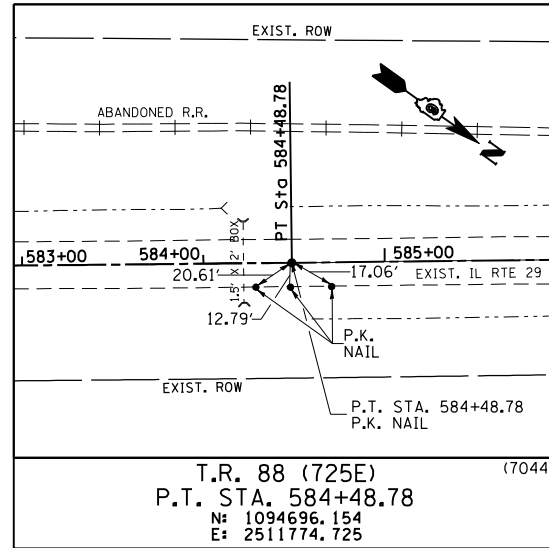 EXIST. ROW
N
ABANDONED R.R.
PT Sta 584+48.78
1.5' X 2' BOX
583+00
584+00
585+00
20.61'
17.06'
EXIST. IL RTE 29
12.79'
P.K.
NAIL
EXIST. ROW
P.T. STA. 584+48.78
P.K. NAIL
T.R. 88 (725E)
(7044
P.T. STA. 584+48.78
N: 1094696.154
E: 2511774.725